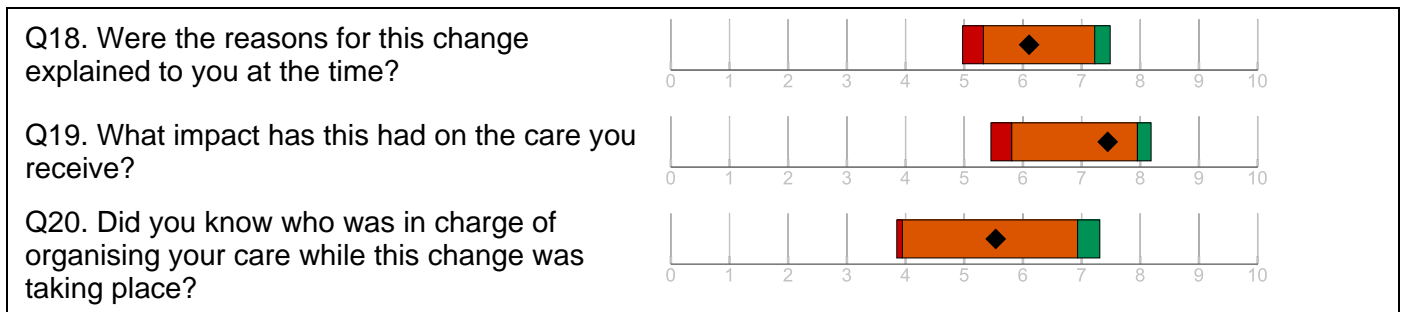 Q18. Were the reasons for this change
explained to you at the time?
0 1 2 3 4 5 6 7 8 9 10
Q19. What impact has this had on the care you
receive?
0 1 2 3 4 5 6 7 8 9 10
Q20. Did you know who was in charge of
organising your care while this change was
taking place?
0 1 2 3 4 5 6 7 8 9 10